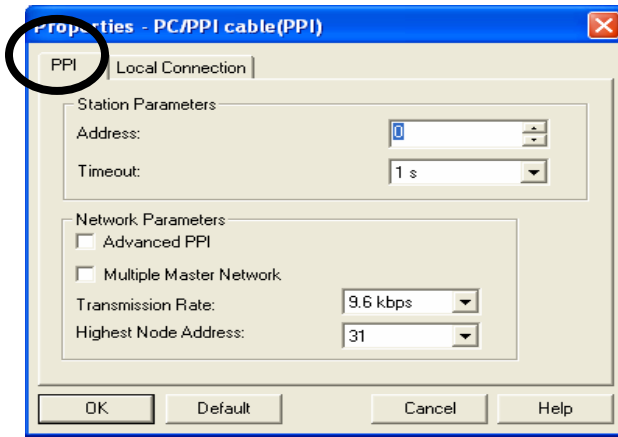 Properties - PC/PPI cable(PPI)
PPI Local Connection
Station Parameters
Address: 0
Timeout: 1 s
Network Parameters
Advanced PPI
Multiple Master Network
Transmission Rate: 9.6 kbps
Highest Node Address: 31
OK Default Cancel Help